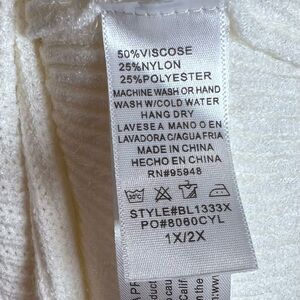 50%VISCOSE
25%NYLON
25%POLYESTER
MACHINE WASH OR HAND
WASH W/COLD WATER
HANG DRY
LAVESE A MANO O EN
LAVADORA C/AGUA FRIA
MADE IN CHINA
HECHO EN CHINA
RN#95948
STYLE#BL1333X
PO#8060CYL
1X/2X